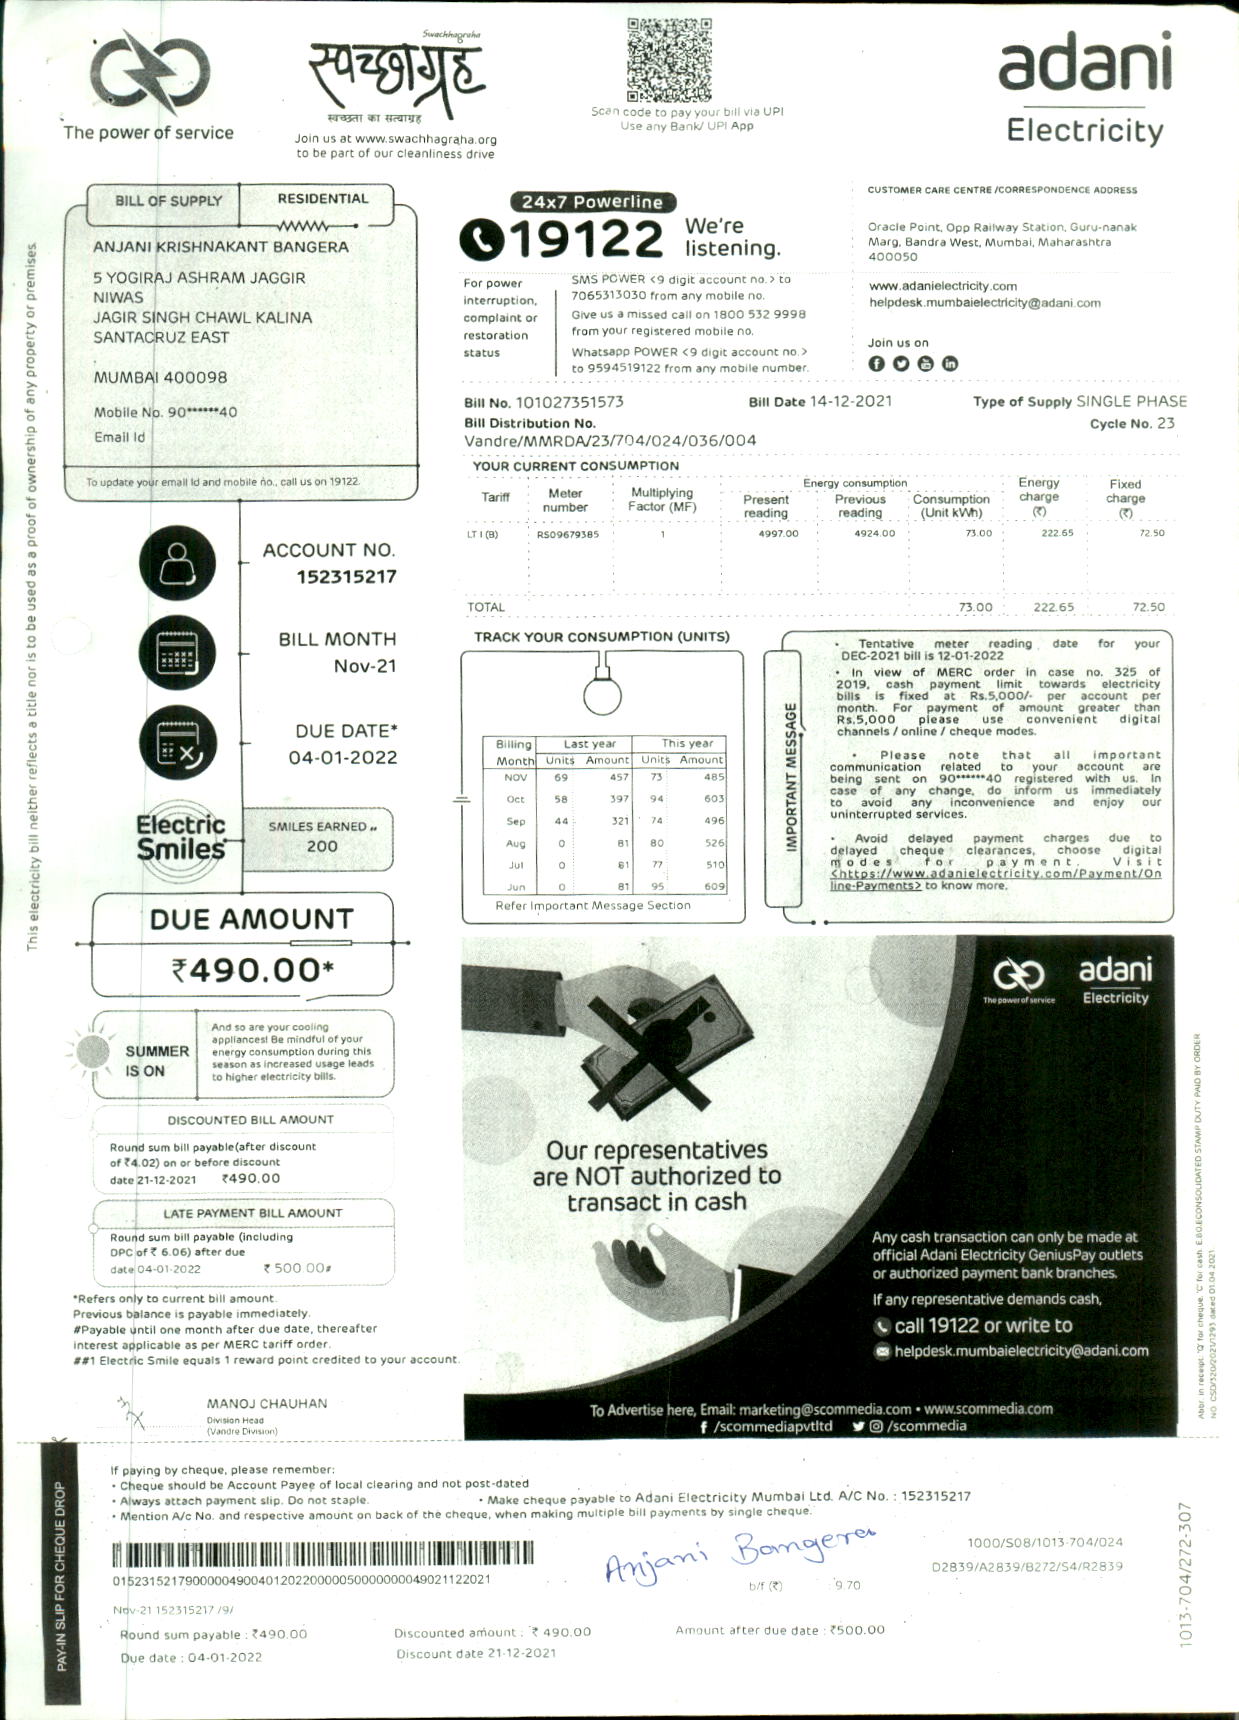 The power of service
Swachhagraha
स्वच्छाग्रह
स्वच्छता का सत्याग्रह
Join us at www.swachhagraha.org
to be part of our cleanliness drive
Scan code to pay your bill via UPI
Use any Bank/ UPI App
adani
Electricity
This electricity bill neither reflects a title nor is to be used as a proof of ownership of any property or premises.
BILL OF SUPPLY RESIDENTIAL
ANJANI KRISHNAKANT BANGERA
5 YOGIRAJ ASHRAM JAGGIR
NIWAS
JAGIR SINGH CHAWL KALINA
SANTACRUZ EAST
MUMBAI 400098
Mobile No. 90******40
Email Id
To update your email Id and mobile no., call us on 19122.
24x7 Powerline
19122 We're
listening.
For power
interruption,
complaint or
restoration
status
SMS POWER <9 digit account no.> to
7065313030 from any mobile no.
Give us a missed call on 1800 532 9998
from your registered mobile no.
Whatsapp POWER <9 digit account no.>
to 9594519122 from any mobile number.
CUSTOMER CARE CENTRE /CORRESPONDENCE ADDRESS
Oracle Point, Opp Railway Station, Guru-nanak
Marg, Bandra West, Mumbai, Maharashtra
400050
www.adanielectricity.com
helpdesk.mumbaielectricity@adani.com
Join us on
Bill No. 101027351573 Bill Date 14-12-2021 Type of Supply SINGLE PHASE
Bill Distribution No. Cycle No. 23
Vandre/MMRDA/23/704/024/036/004
YOUR CURRENT CONSUMPTION
Tariff Meter number Multiplying Factor (MF) Energy consumption Present reading Previous reading Consumption (Unit kWh) Energy charge (₹) Fixed charge (₹)
LT I (B) RS09679385 1 4997.00 4924.00 73.00 222.65 72.50
TOTAL 73.00 222.65 72.50
ACCOUNT NO.
152315217
BILL MONTH
Nov-21
DUE DATE*
04-01-2022
Electric
Smiles
SMILES EARNED
200
DUE AMOUNT
₹490.00*
SUMMER
IS ON
And so are your cooling
appliances! Be mindful of your
energy consumption during this
season as increased usage leads
to higher electricity bills.
DISCOUNTED BILL AMOUNT
Round sum bill payable(after discount
of ₹4.02) on or before discount
date 21-12-2021 ₹490.00
LATE PAYMENT BILL AMOUNT
Round sum bill payable (including
DPC of ₹ 6.06) after due
date 04-01-2022 ₹ 500.00#
*Refers only to current bill amount.
Previous balance is payable immediately.
#Payable until one month after due date, thereafter
interest applicable as per MERC tariff order.
##1 Electric Smile equals 1 reward point credited to your account.
MANOJ CHAUHAN
Division Head
(Vandre Division)
TRACK YOUR CONSUMPTION (UNITS)
Billing Last year This year
Month Units Amount Units Amount
NOV 69 457 73 485
Oct 58 397 94 603
Sep 44 321 74 496
Aug 0 81 80 526
Jul 0 81 77 510
Jun 0 81 95 609
Refer Important Message Section
IMPORTANT MESSAGE
• Tentative meter reading date for your
DEC-2021 bill is 12-01-2022
• In view of MERC order in case no. 325 of
2019, cash payment limit towards electricity
bills is fixed at Rs.5,000/- per account per
month. For payment of amount greater than
Rs.5,000 please use convenient digital
channels / online / cheque modes.
• Please note that all important
communication related to your account are
being sent on 90******40 registered with us. In
case of any change, do inform us immediately
to avoid any inconvenience and enjoy our
uninterrupted services.
• Avoid delayed payment charges due to
delayed cheque clearances, choose digital
modes for payment. Visit
<https://www.adanielectricity.com/Payment/On
line-Payments> to know more.
The power of service
adani
Electricity
Our representatives
are NOT authorized to
transact in cash
Any cash transaction can only be made at
official Adani Electricity GeniusPay outlets
or authorized payment bank branches.
If any representative demands cash,
call 19122 or write to
helpdesk.mumbaielectricity@adani.com
To Advertise here, Email: marketing@scommedia.com • www.scommedia.com
/scommediapvtltd /scommedia
Abbr. in receipt: 'Q' for cheque, 'C' for cash. E.&O.E CONSOLIDATED STAMP DUTY PAID BY ORDER
NO. CSD/320/2021/1293 dated 01.04.2021
PAY-IN SLIP FOR CHEQUE DROP
If paying by cheque, please remember:
• Cheque should be Account Payee of local clearing and not post-dated
• Always attach payment slip. Do not staple. • Make cheque payable to Adani Electricity Mumbai Ltd. A/C No. : 152315217
• Mention A/c No. and respective amount on back of the cheque, when making multiple bill payments by single cheque.
Anjani Bangera
1000/S08/1013-704/024
D2839/A2839/B272/S4/R2839
b/f (₹) : 9.70
Nov-21 152315217 /9/
Round sum payable : ₹490.00 Discounted amount : ₹ 490.00 Amount after due date : ₹500.00
Due date : 04-01-2022 Discount date 21-12-2021
1013-704/272-307